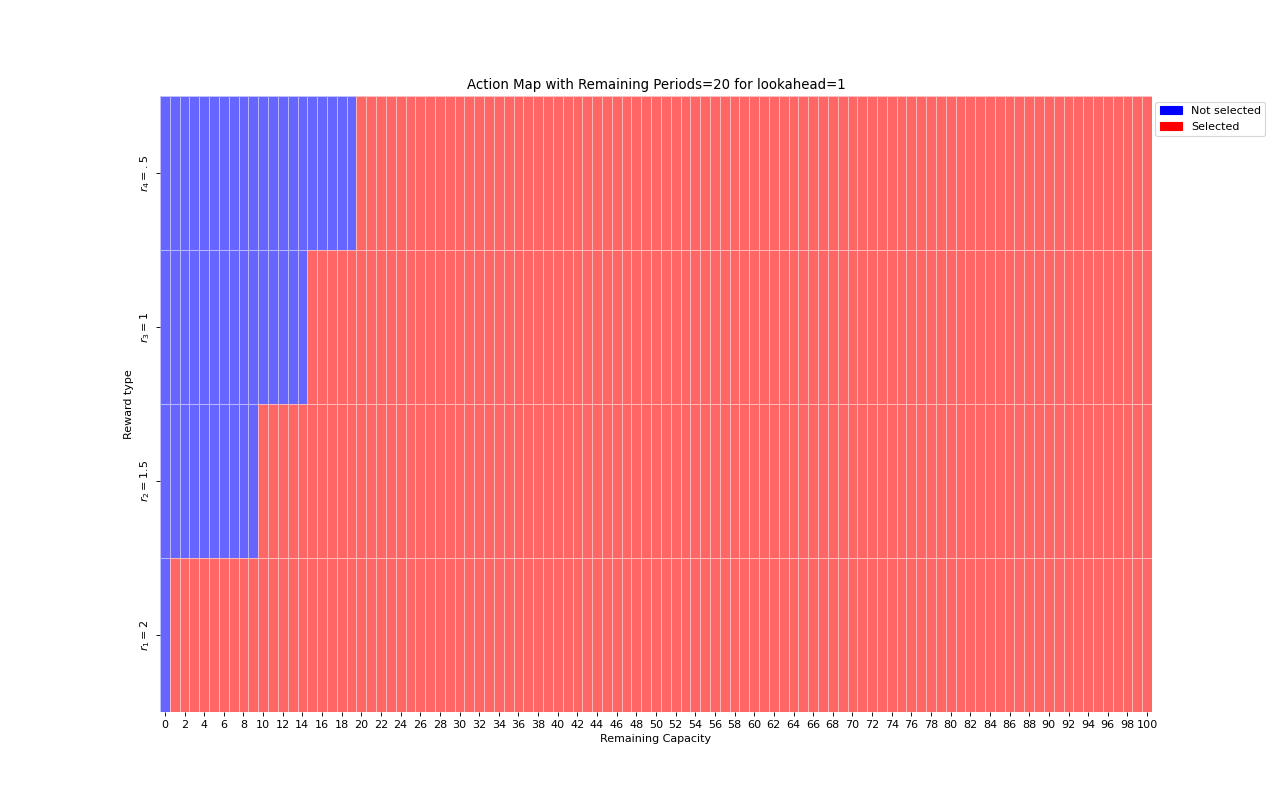 Action Map with Remaining Periods=20 for lookahead=1
Not selected
Selected
r₄ = .5
r₃ = 1
r₂ = 1.5
r₁ = 2
Reward type
0 2 4 6 8 10 12 14 16 18 20 22 24 26 28 30 32 34 36 38 40 42 44 46 48 50 52 54 56 58 60 62 64 66 68 70 72 74 76 78 80 82 84 86 88 90 92 94 96 98 100
Remaining Capacity